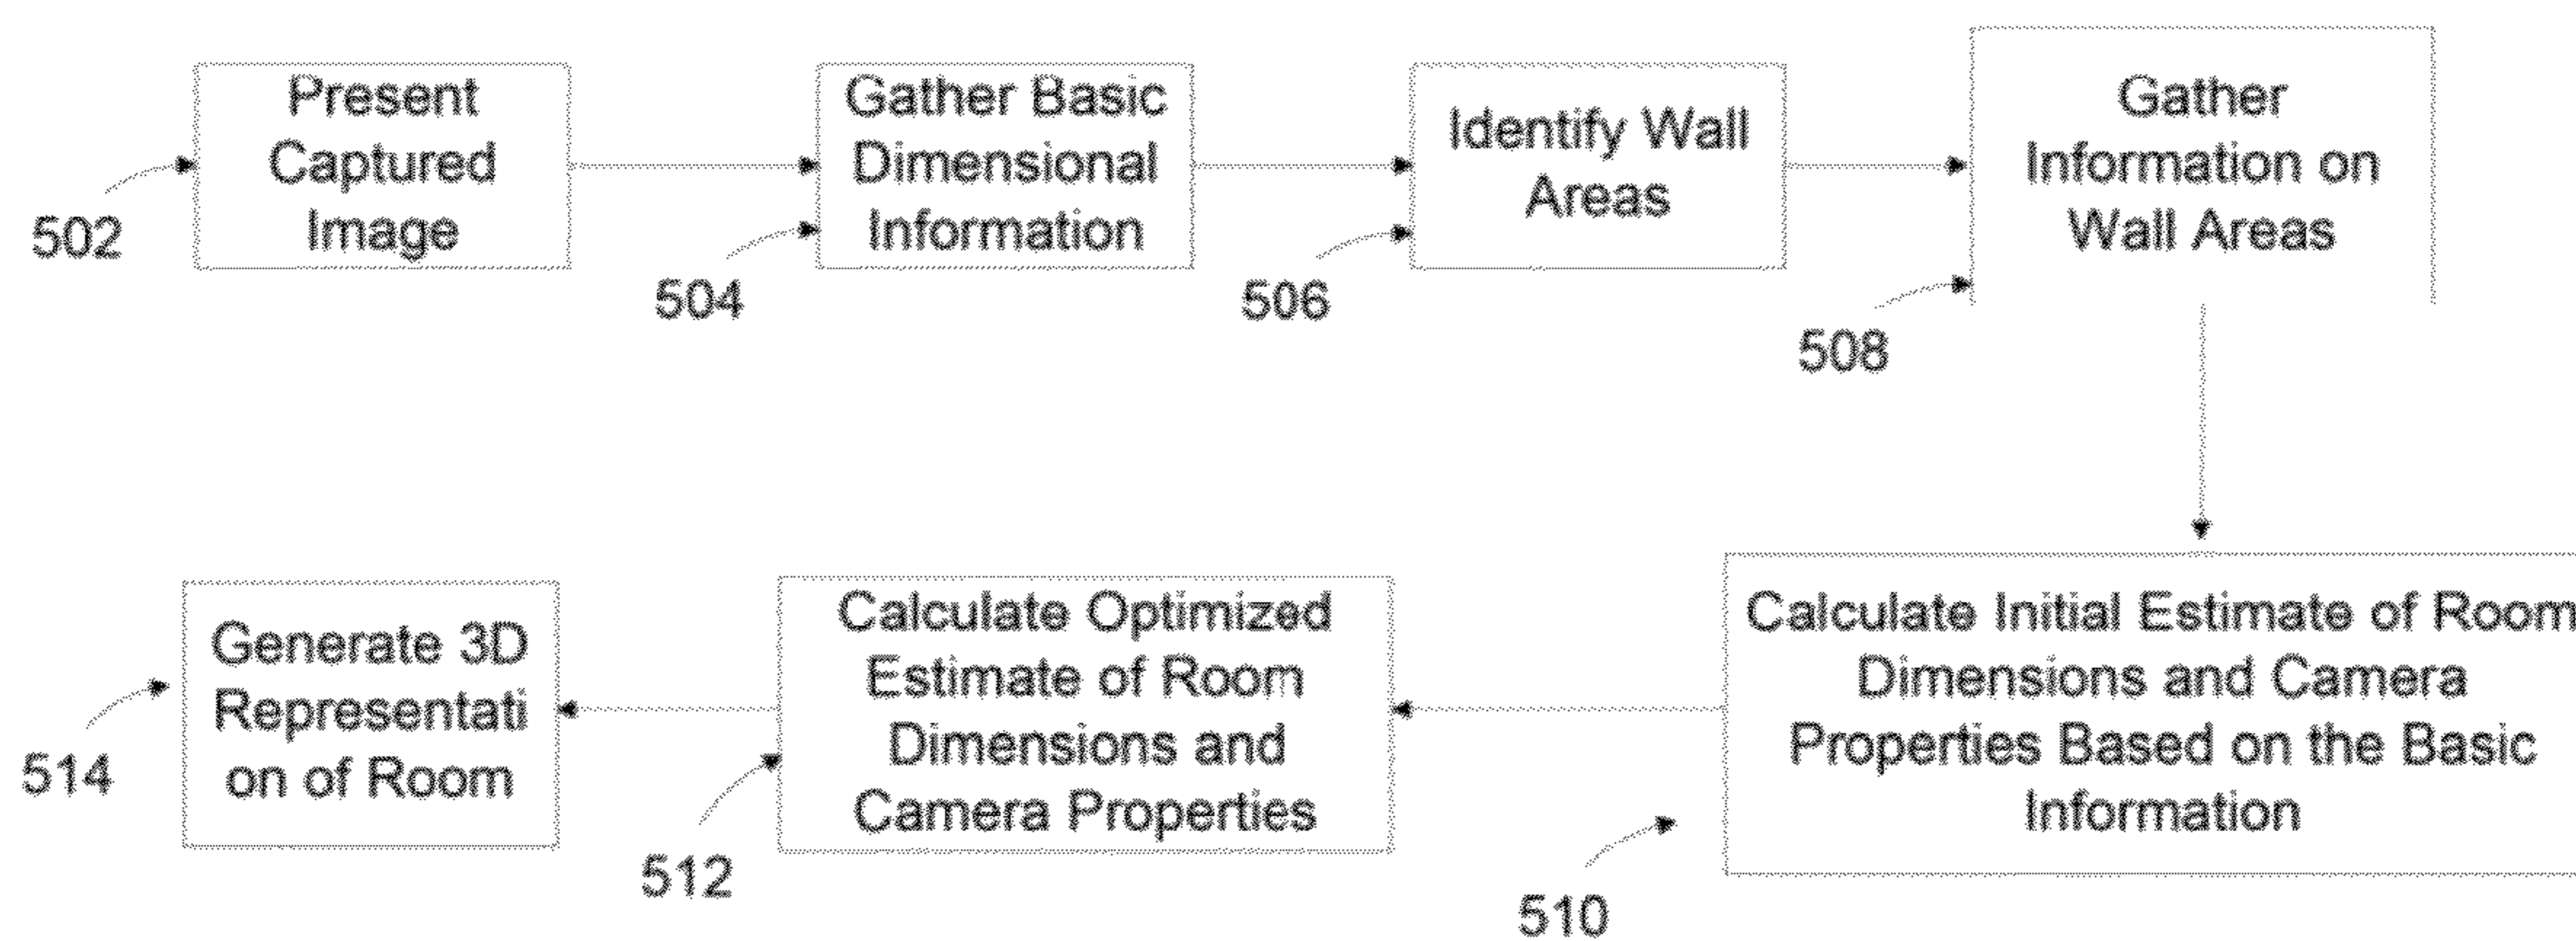 Present
Captured
Image
502
Gather Basic
Dimensional
Information
504
Identify Wall
Areas
506
Gather
Information on
Wall Areas
508
Calculate Initial Estimate of Room
Dimensions and Camera
Properties Based on the Basic
Information
510
Calculate Optimized
Estimate of Room
Dimensions and
Camera Properties
512
Generate 3D
Representati
on of Room
514